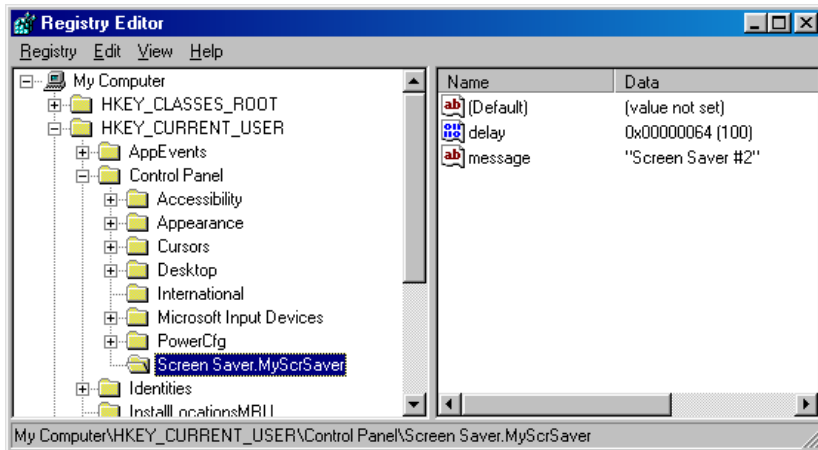 Registry Editor
Registry Edit View Help
My Computer
HKEY_CLASSES_ROOT
HKEY_CURRENT_USER
AppEvents
Control Panel
Accessibility
Appearance
Cursors
Desktop
International
Microsoft Input Devices
PowerCfg
Screen Saver.MyScrSaver
Identities
InstallLocationsMRU
Name Data
(Default) (value not set)
delay 0x00000064 (100)
message "Screen Saver #2"
My Computer\HKEY_CURRENT_USER\Control Panel\Screen Saver.MyScrSaver